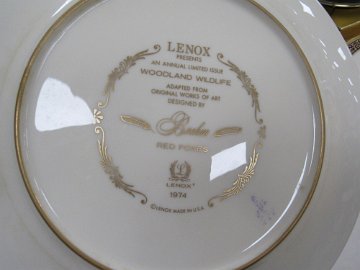 LENOX
PRESENTS
AN ANNUAL LIMITED ISSUE
WOODLAND WILDLIFE
ADAPTED FROM
ORIGINAL WORKS OF ART
DESIGNED BY
Boehm
RED FOXES
L
LENOX®
1974
© LENOX MADE IN U.S.A.